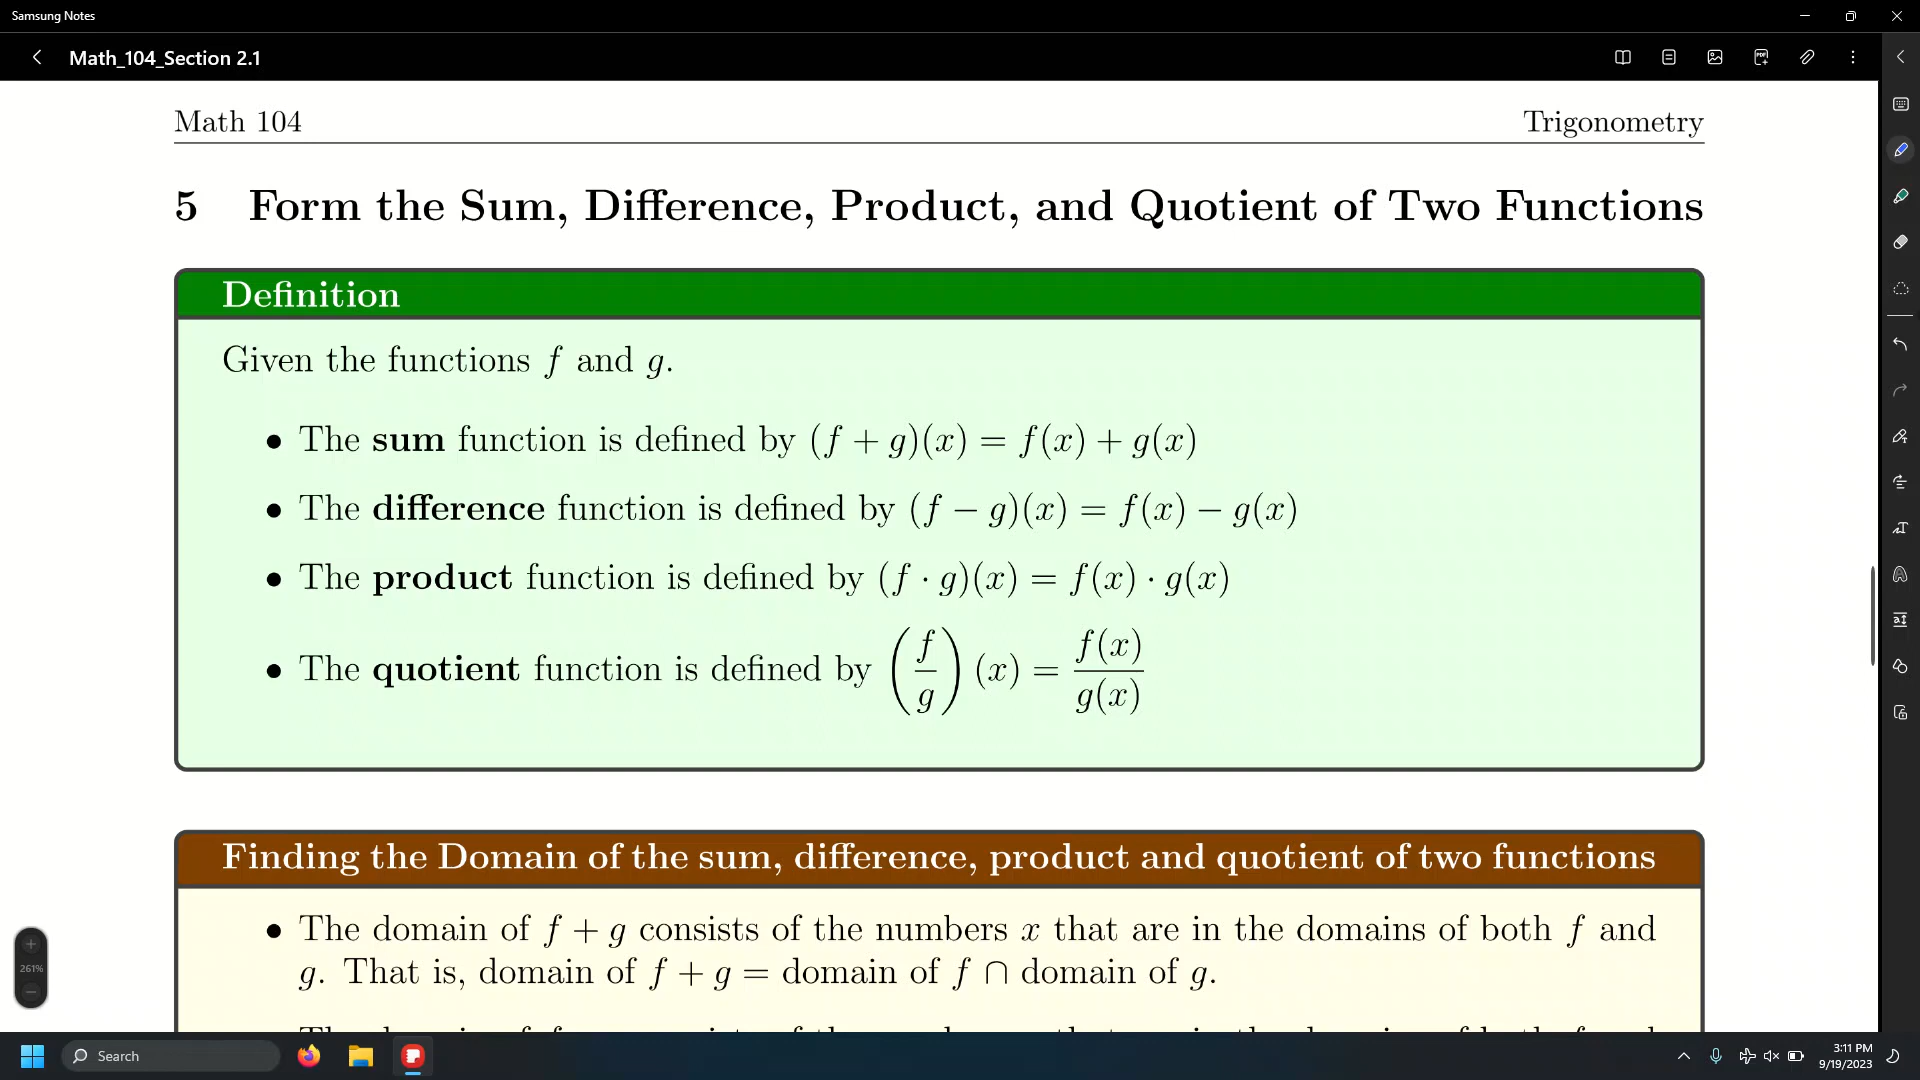 Samsung Notes
Math_104_Section 2.1
Math 104 Trigonometry
5 Form the Sum, Difference, Product, and Quotient of Two Functions
Definition
Given the functions f and g.
• The sum function is defined by (f + g)(x) = f(x) + g(x)
• The difference function is defined by (f − g)(x) = f(x) − g(x)
• The product function is defined by (f · g)(x) = f(x) · g(x)
• The quotient function is defined by (f/g)(x) = f(x)/g(x)
Finding the Domain of the sum, difference, product and quotient of two functions
• The domain of f + g consists of the numbers x that are in the domains of both f and
g. That is, domain of f + g = domain of f ∩ domain of g.
261%
Search
3:11 PM
9/19/2023